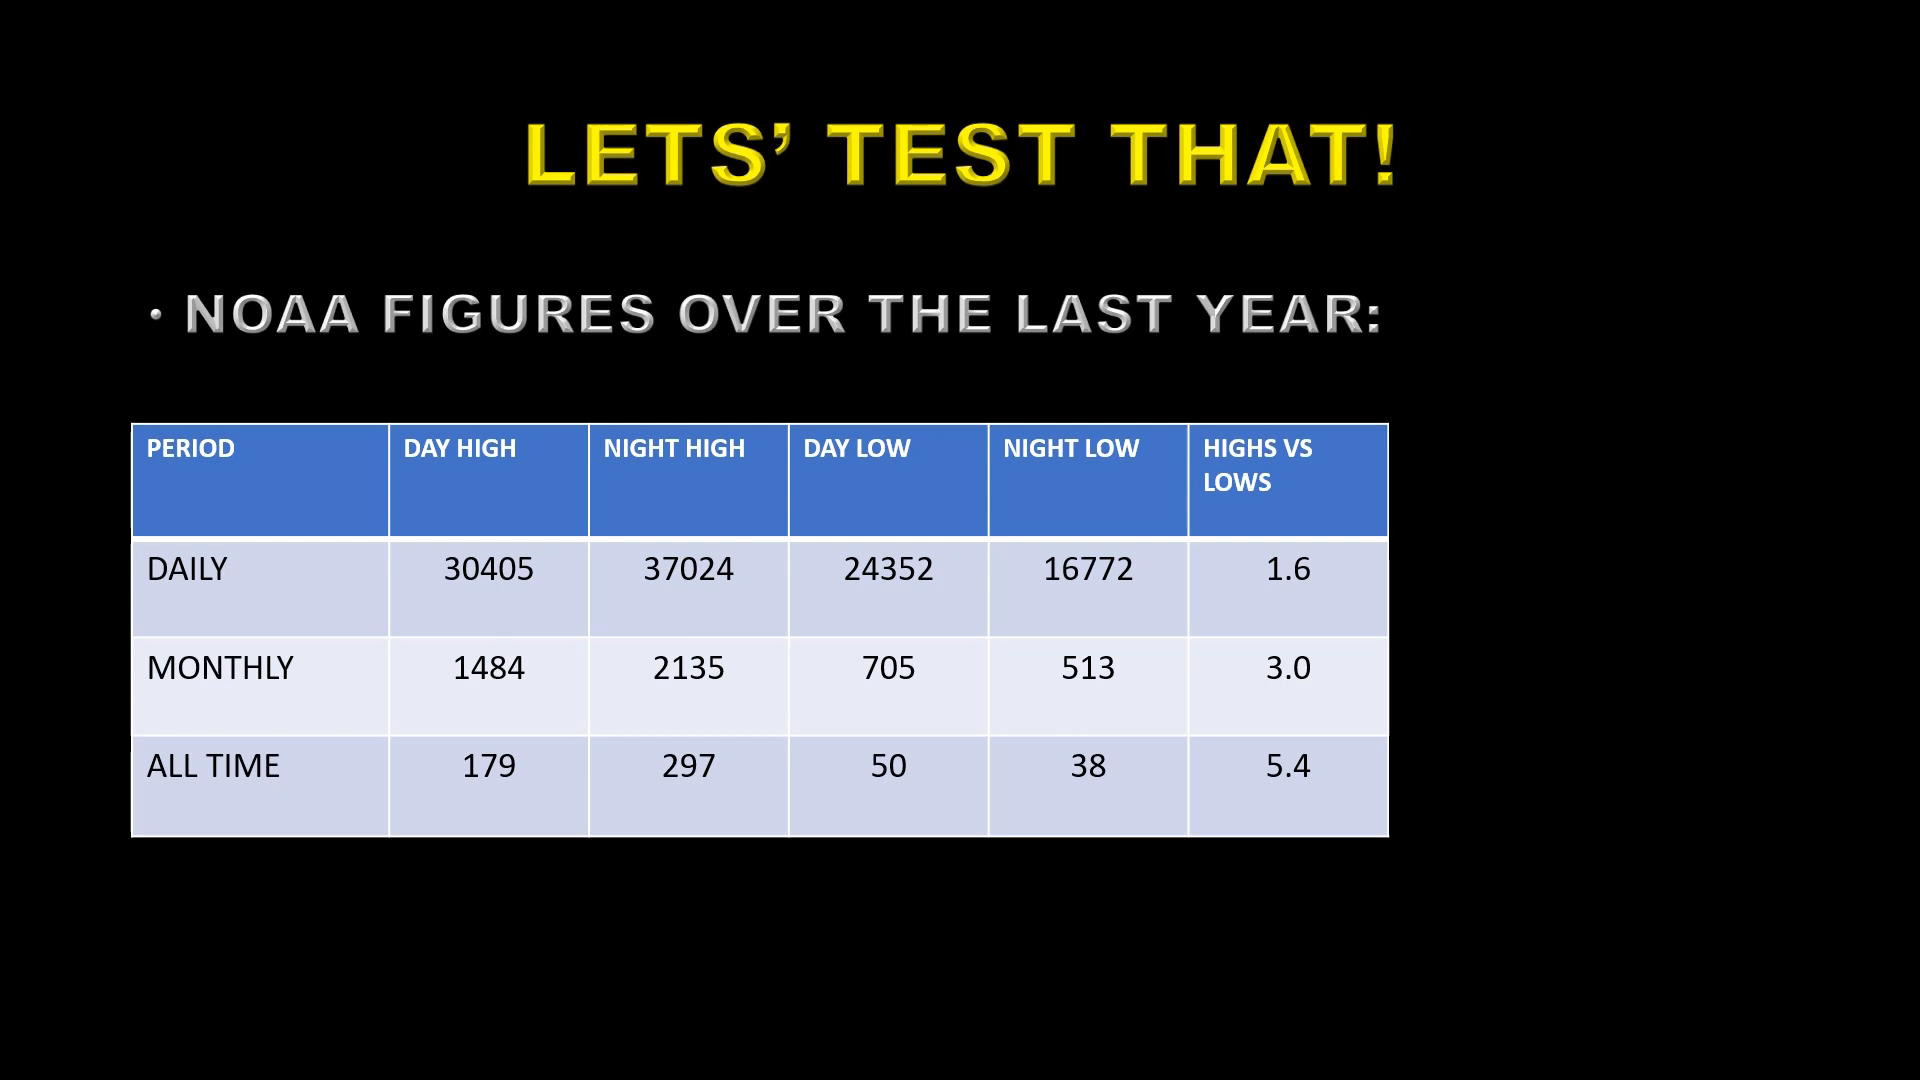 LETS’ TEST THAT!
• NOAA FIGURES OVER THE LAST YEAR:
PERIOD DAY HIGH NIGHT HIGH DAY LOW NIGHT LOW HIGHS VS
LOWS
DAILY 30405 37024 24352 16772 1.6
MONTHLY 1484 2135 705 513 3.0
ALL TIME 179 297 50 38 5.4